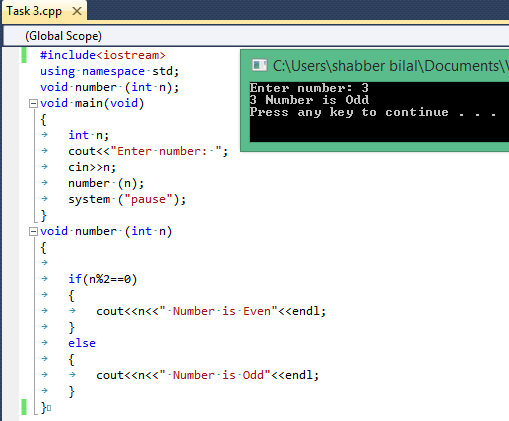 Task 3.cpp
(Global Scope)
#include<iostream>
using namespace std;
void number (int n);
void main(void)
{
int n;
cout<<"Enter number: ";
cin>>n;
number (n);
system ("pause");
}
void number (int n)
{
if(n%2==0)
{
cout<<n<<" Number is Even"<<endl;
}
else
{
cout<<n<<" Number is Odd"<<endl;
}
}
C:\Users\shabber bilal\Documents\
Enter number: 3
3 Number is Odd
Press any key to continue . . .